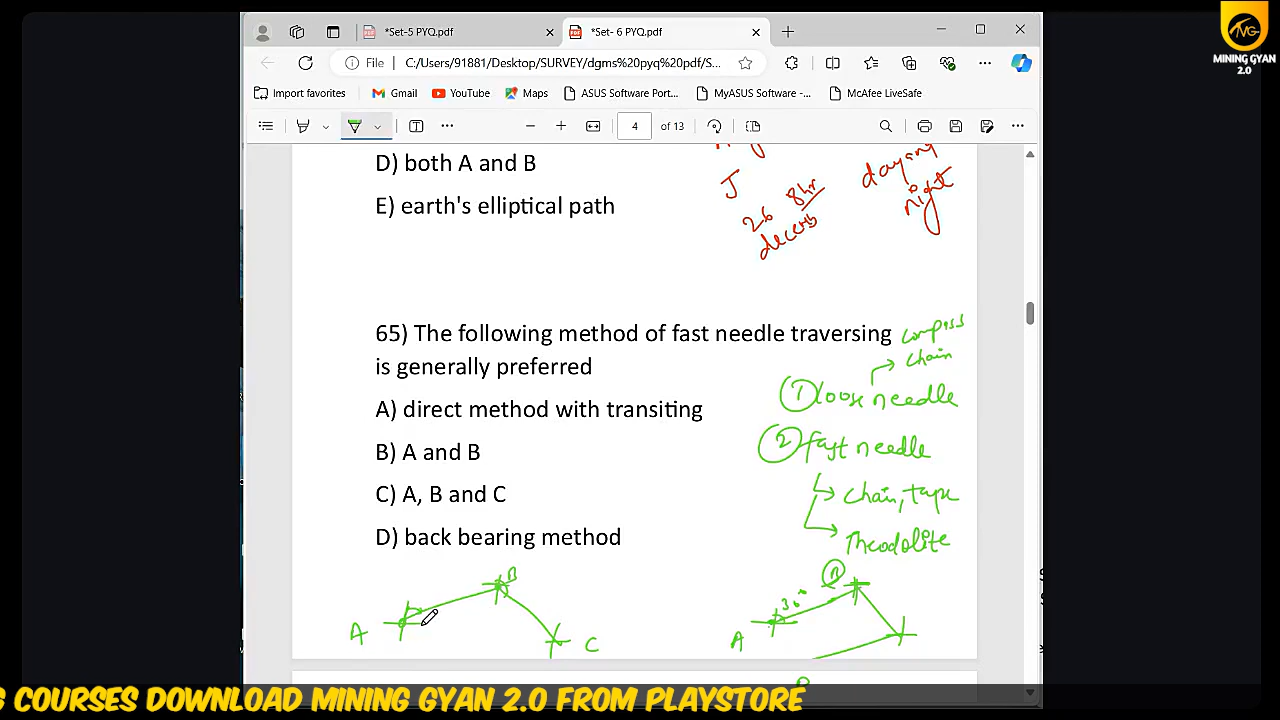 *Set-5 PYQ.pdf
*Set- 6 PYQ.pdf
File
C:/Users/91881/Desktop/SURVEY/dgms%20pyq%20pdf/S...
Import favorites
Gmail
YouTube
Maps
ASUS Software Port...
MyASUS Software -...
McAfee LiveSafe
4
of 13
MINING GYAN
2.0
D) both A and B
E) earth's elliptical path
J
26 8hr
day any
night
65) The following method of fast needle traversing
is generally preferred
A) direct method with transiting
B) A and B
C) A, B and C
D) back bearing method
compass
chain
1 loose needle
2 fast needle
chain, tape
Theodolite
A
B
C
A
B
30°
S COURSES DOWNLOAD MINING GYAN 2.0 FROM PLAYSTORE